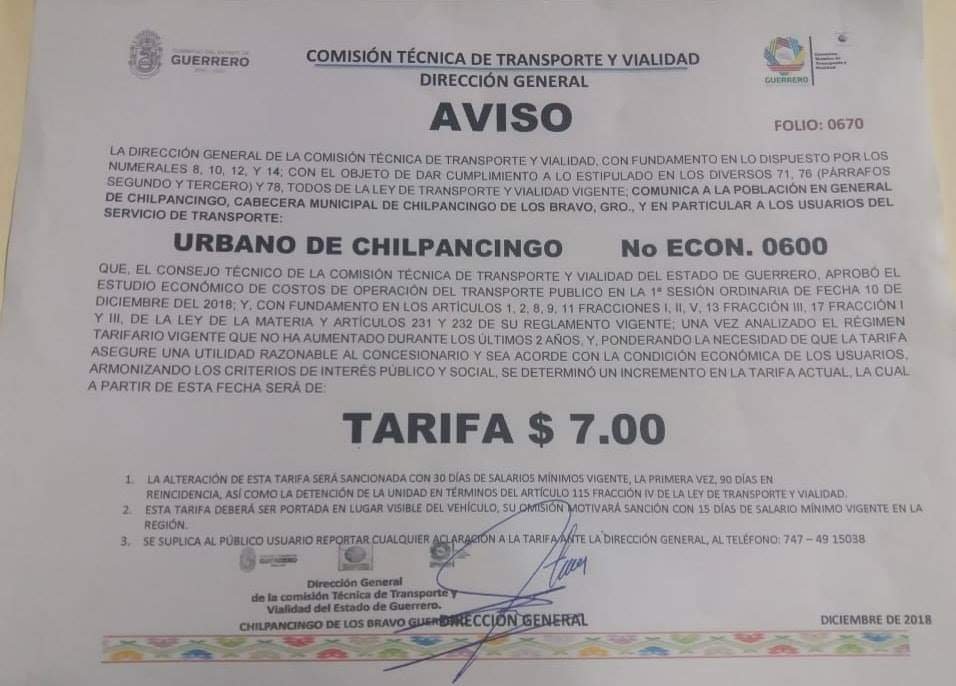 GOBIERNO DEL ESTADO DE
GUERRERO
COMISIÓN TÉCNICA DE TRANSPORTE Y VIALIDAD
DIRECCIÓN GENERAL
GUERRERO
Comisión
Técnica de
Transporte y
Vialidad
AVISO
FOLIO: 0670
LA DIRECCIÓN GENERAL DE LA COMISIÓN TÉCNICA DE TRANSPORTE Y VIALIDAD, CON FUNDAMENTO EN LO DISPUESTO POR LOS
NUMERALES 8, 10, 12, Y 14; CON EL OBJETO DE DAR CUMPLIMIENTO A LO ESTIPULADO EN LOS DIVERSOS 71, 76 (PÁRRAFOS
SEGUNDO Y TERCERO) Y 78, TODOS DE LA LEY DE TRANSPORTE Y VIALIDAD VIGENTE; COMUNICA A LA POBLACIÓN EN GENERAL
DE CHILPANCINGO, CABECERA MUNICIPAL DE CHILPANCINGO DE LOS BRAVO, GRO., Y EN PARTICULAR A LOS USUARIOS DEL
SERVICIO DE TRANSPORTE:
URBANO DE CHILPANCINGO No ECON. 0600
QUE, EL CONSEJO TÉCNICO DE LA COMISIÓN TÉCNICA DE TRANSPORTE Y VIALIDAD DEL ESTADO DE GUERRERO, APROBÓ EL
ESTUDIO ECONÓMICO DE COSTOS DE OPERACIÓN DEL TRANSPORTE PUBLICO EN LA 1ª SESIÓN ORDINARIA DE FECHA 10 DE
DICIEMBRE DEL 2018; Y, CON FUNDAMENTO EN LOS ARTÍCULOS 1, 2, 8, 9, 11 FRACCIONES I, II, V, 13 FRACCIÓN III, 17 FRACCIÓN I
Y III, DE LA LEY DE LA MATERIA Y ARTÍCULOS 231 Y 232 DE SU REGLAMENTO VIGENTE; UNA VEZ ANALIZADO EL RÉGIMEN
TARIFARIO VIGENTE QUE NO HA AUMENTADO DURANTE LOS ÚLTIMOS 2 AÑOS, Y, PONDERANDO LA NECESIDAD DE QUE LA TARIFA
ASEGURE UNA UTILIDAD RAZONABLE AL CONCESIONARIO Y SEA ACORDE CON LA CONDICIÓN ECONÓMICA DE LOS USUARIOS,
ARMONIZANDO LOS CRITERIOS DE INTERÉS PÚBLICO Y SOCIAL, SE DETERMINÓ UN INCREMENTO EN LA TARIFA ACTUAL, LA CUAL
A PARTIR DE ESTA FECHA SERÁ DE:
TARIFA $ 7.00
1. LA ALTERACIÓN DE ESTA TARIFA SERÁ SANCIONADA CON 30 DÍAS DE SALARIOS MÍNIMOS VIGENTE, LA PRIMERA VEZ, 90 DÍAS EN
REINCIDENCIA, ASÍ COMO LA DETENCIÓN DE LA UNIDAD EN TÉRMINOS DEL ARTÍCULO 115 FRACCIÓN IV DE LA LEY DE TRANSPORTE Y VIALIDAD.
2. ESTA TARIFA DEBERÁ SER PORTADA EN LUGAR VISIBLE DEL VEHÍCULO, SU OMISIÓN MOTIVARÁ SANCIÓN CON 15 DÍAS DE SALARIO MÍNIMO VIGENTE EN LA
REGIÓN.
3. SE SUPLICA AL PÚBLICO USUARIO REPORTAR CUALQUIER ACLARACIÓN A LA TARIFA ANTE LA DIRECCIÓN GENERAL, AL TELÉFONO: 747 – 49 15038
GUERRERO
Dirección General
de la comisión Técnica de Transporte y
Vialidad del Estado de Guerrero.
CHILPANCINGO DE LOS BRAVO
DIRECCIÓN GENERAL
DICIEMBRE DE 2018